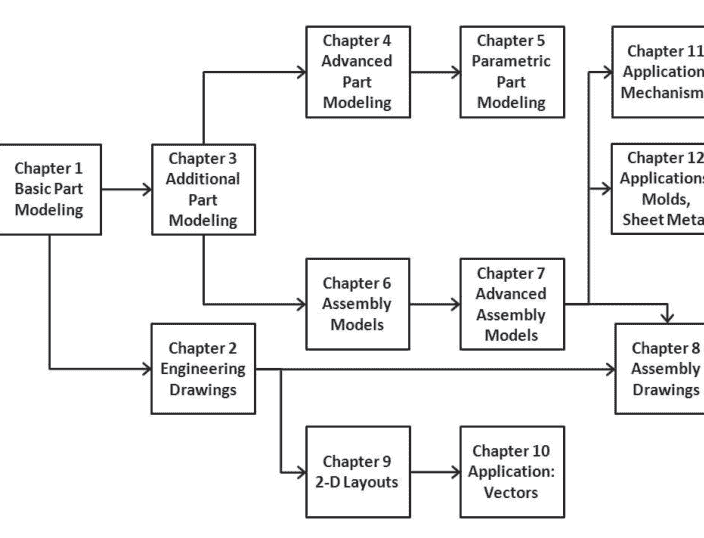 Chapter 1
Basic Part
Modeling
Chapter 3
Additional
Part
Modeling
Chapter 2
Engineering
Drawings
Chapter 4
Advanced
Part
Modeling
Chapter 5
Parametric
Part
Modeling
Chapter 6
Assembly
Models
Chapter 7
Advanced
Assembly
Models
Chapter 9
2-D Layouts
Chapter 10
Application:
Vectors
Chapter 11
Application
Mechanism
Chapter 12
Applications
Molds,
Sheet Meta
Chapter 8
Assembly
Drawings